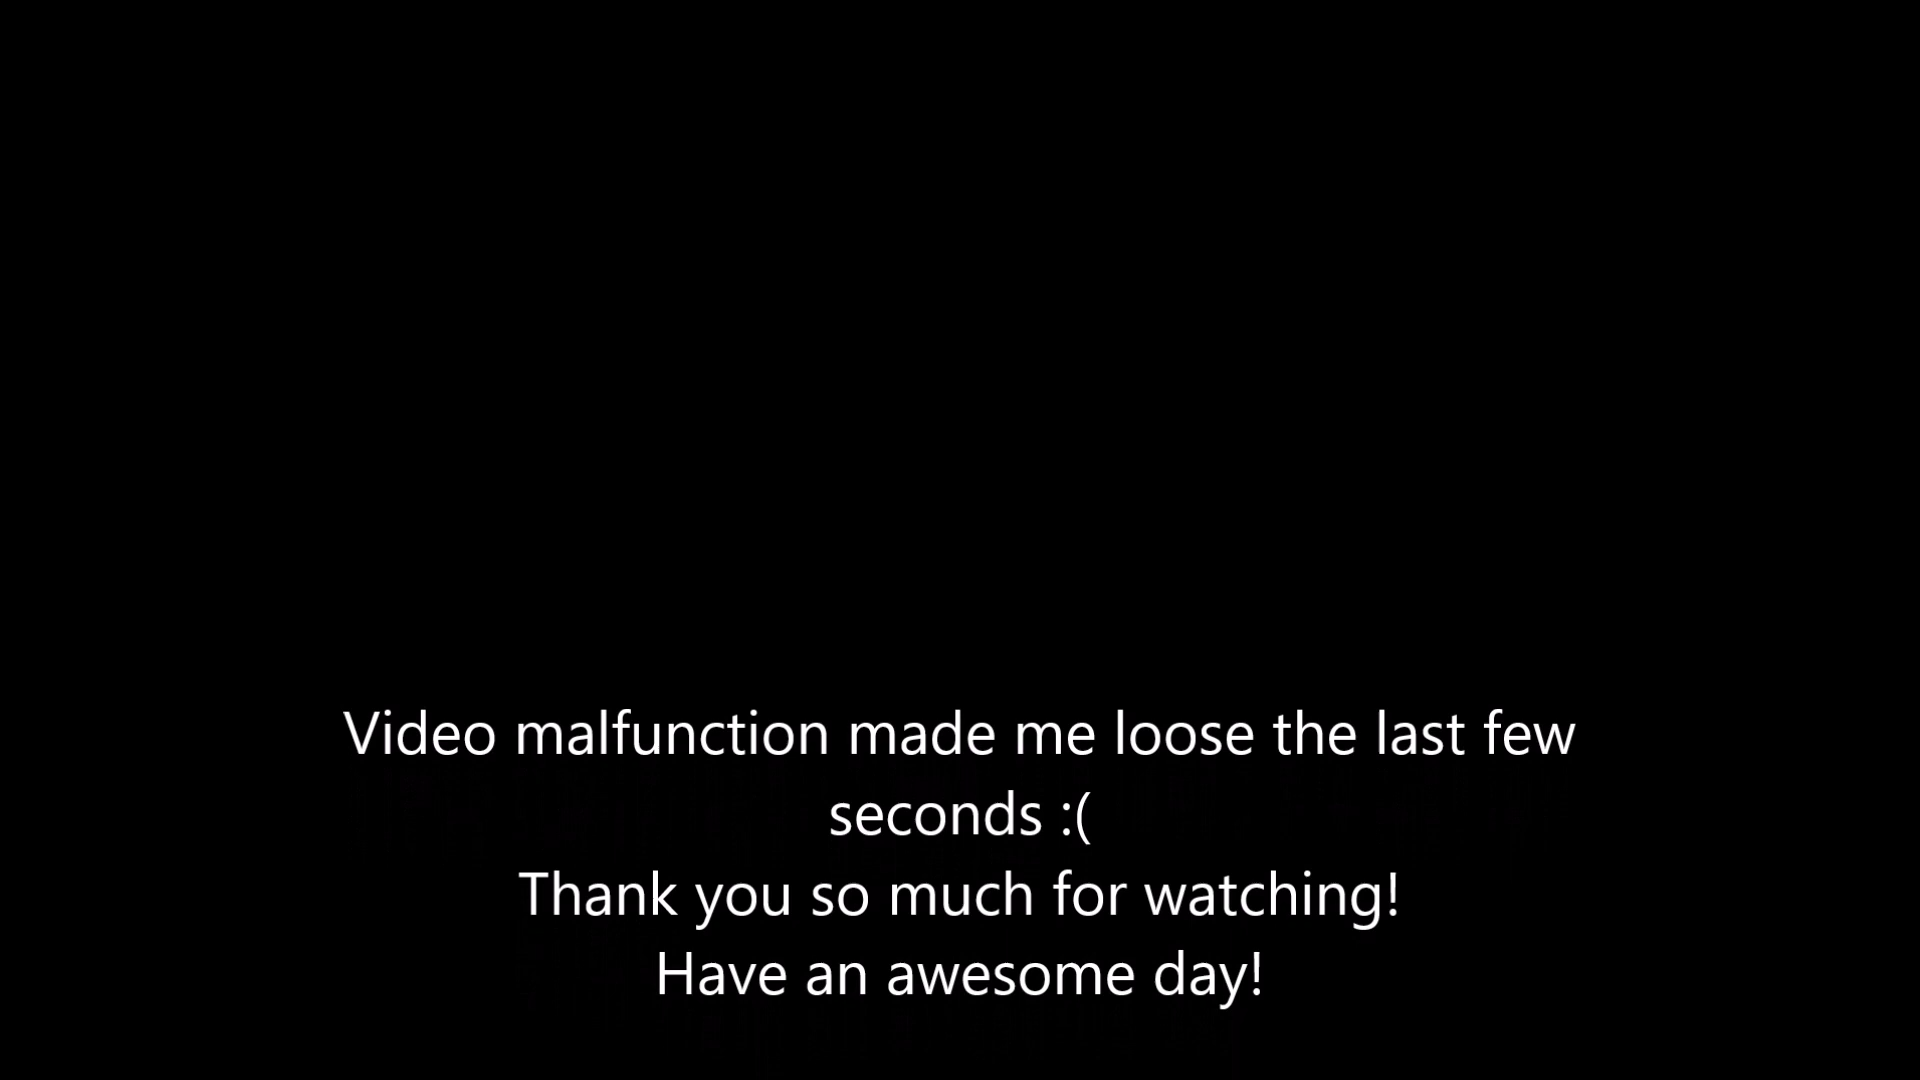 Video malfunction made me loose the last few
seconds :(
Thank you so much for watching!
Have an awesome day!